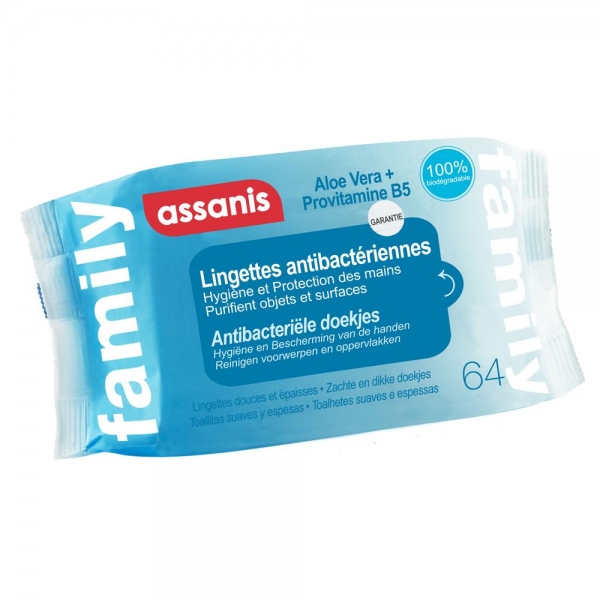 family
assanis
Aloe Vera +
Provitamine B5
100%
biodégradable
GARANTIE
Lingettes antibactériennes
Hygiène et Protection des mains
Purifient objets et surfaces
Antibacteriële doekjes
Hygiëne en Bescherming van de handen
Reinigen voorwerpen en oppervlakken
Lingettes douces et épaisses • Zachte en dikke doekjes
Toallitas suaves y espesas • Toalhetes suaves e espessas
64
family